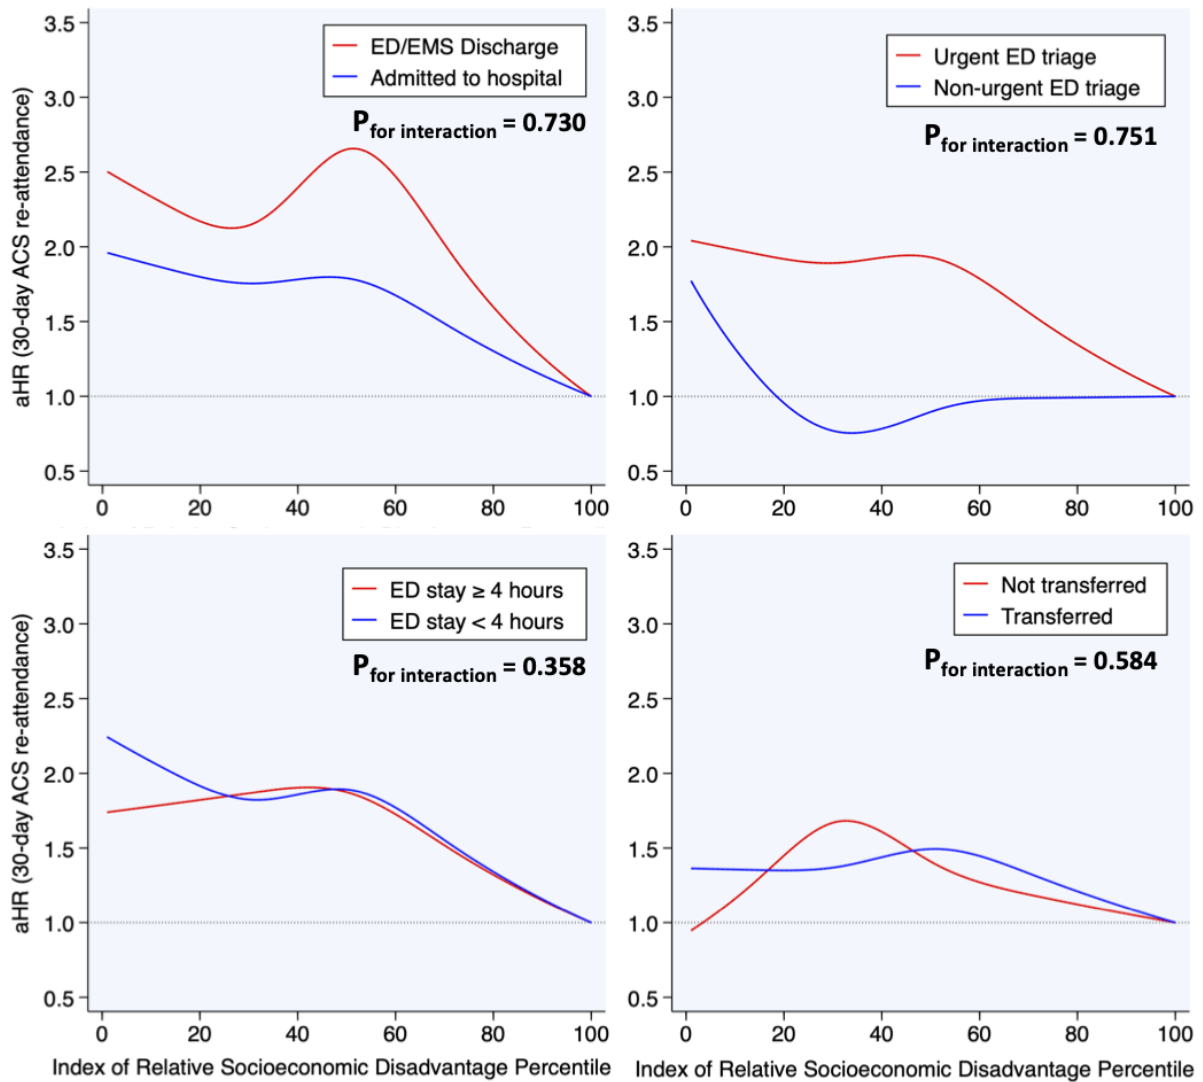 3.5
3.0
2.5
2.0
1.5
1.0
0.5
aHR (30-day ACS re-attendance)
ED/EMS Discharge
Admitted to hospital
P for interaction = 0.730
0 20 40 60 80 100
3.5
3.0
2.5
2.0
1.5
1.0
0.5
Urgent ED triage
Non-urgent ED triage
P for interaction = 0.751
0 20 40 60 80 100
3.5
3.0
2.5
2.0
1.5
1.0
0.5
aHR (30-day ACS re-attendance)
ED stay ≥ 4 hours
ED stay < 4 hours
P for interaction = 0.358
0 20 40 60 80 100
Index of Relative Socioeconomic Disadvantage Percentile
3.5
3.0
2.5
2.0
1.5
1.0
0.5
Not transferred
Transferred
P for interaction = 0.584
0 20 40 60 80 100
Index of Relative Socioeconomic Disadvantage Percentile